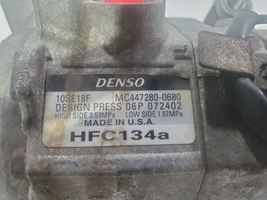 DENSO
10SE18F MC447280-0680
DESIGN PRESS 06P 072402
HIGH SIDE 3.53MPa LOW SIDE 1.67MPa
MADE IN U.S.A.
HFC134a